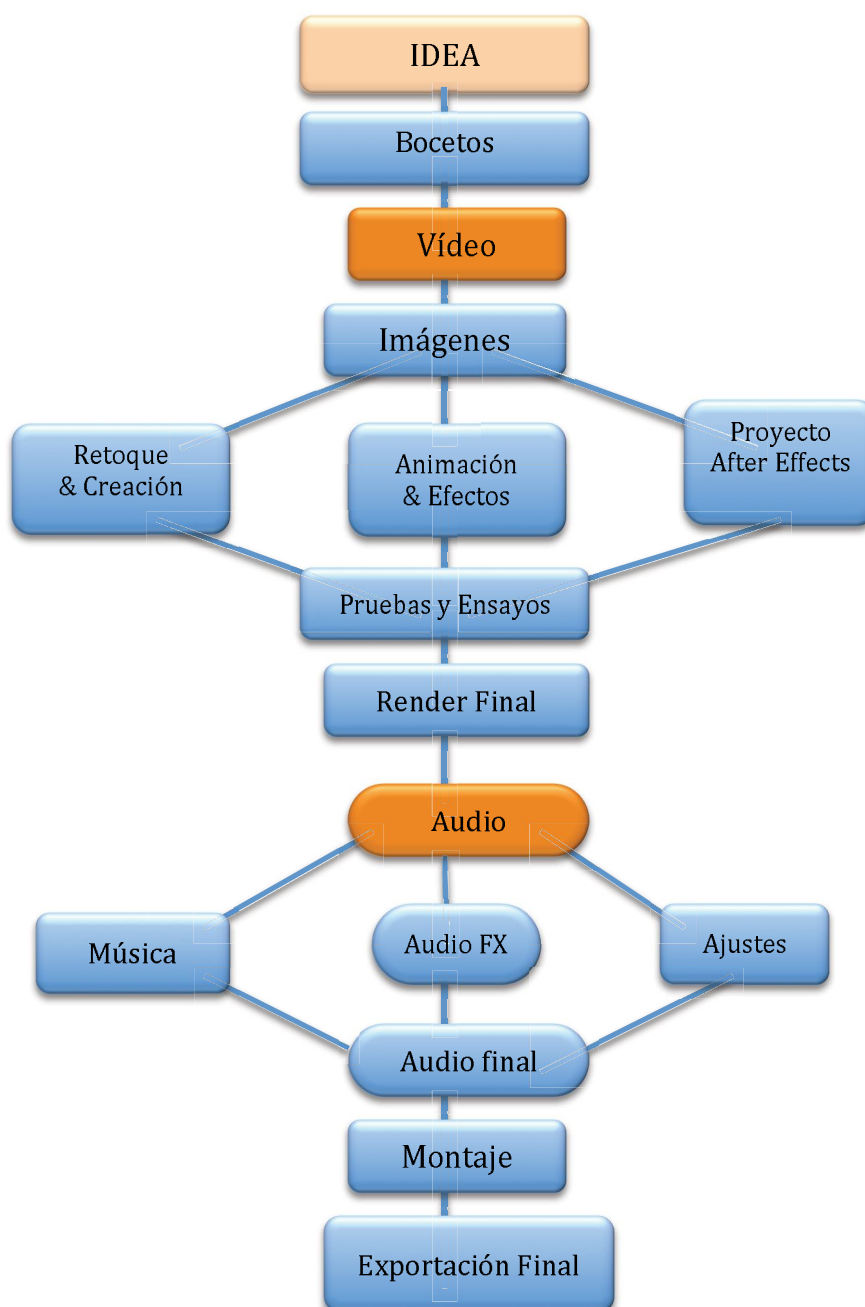 IDEA
Bocetos
Vídeo
Imágenes
Retoque
& Creación
Animación
& Efectos
Proyecto
After Effects
Pruebas y Ensayos
Render Final
Audio
Música
Audio FX
Ajustes
Audio final
Montaje
Exportación Final